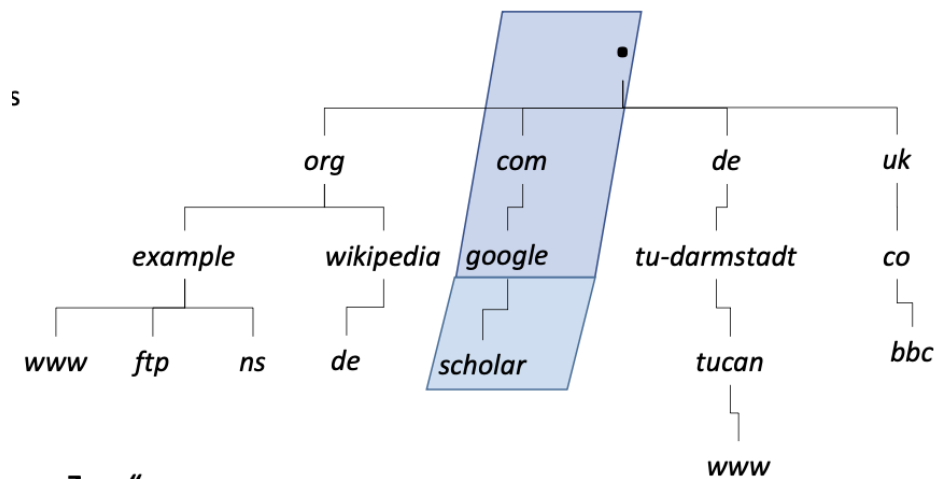 .
s
org com de uk
example wikipedia google tu-darmstadt co
www ftp ns de scholar tucan bbc
www